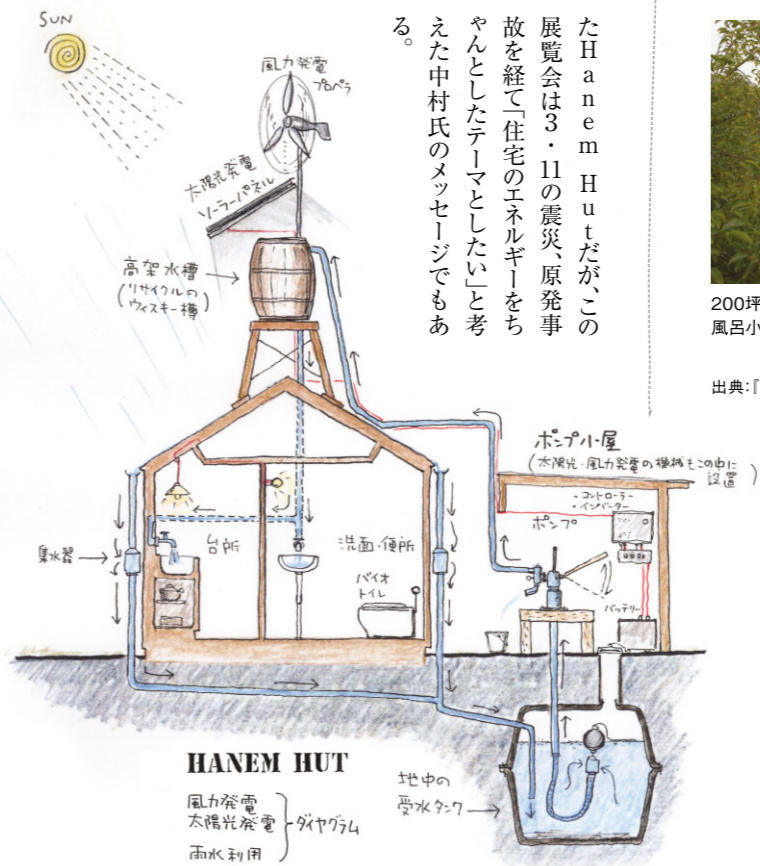 たHanem Hutだが、この
展覧会は3・11の震災、原発事
故を経て「住宅のエネルギーをち
ゃんとしたテーマとしたい」と考
えた中村氏のメッセージでもあ
る。
200坪
風呂小
出典:『
SUN
風力発電
プロペラ
太陽光発電
ソーラーパネル
高架水槽
(リサイクルの
ウィスキー樽)
ポンプ小屋
(太陽光・風力発電の機械もこの中に
設置)
・コントローラー
・インバーター
ポンプ
バッテリー
集水器
台所
洗面・便所
バイオ
トイレ
地中の
受水タンク
HANEM HUT
風力発電
太陽光発電
雨水利用
ダイヤグラム